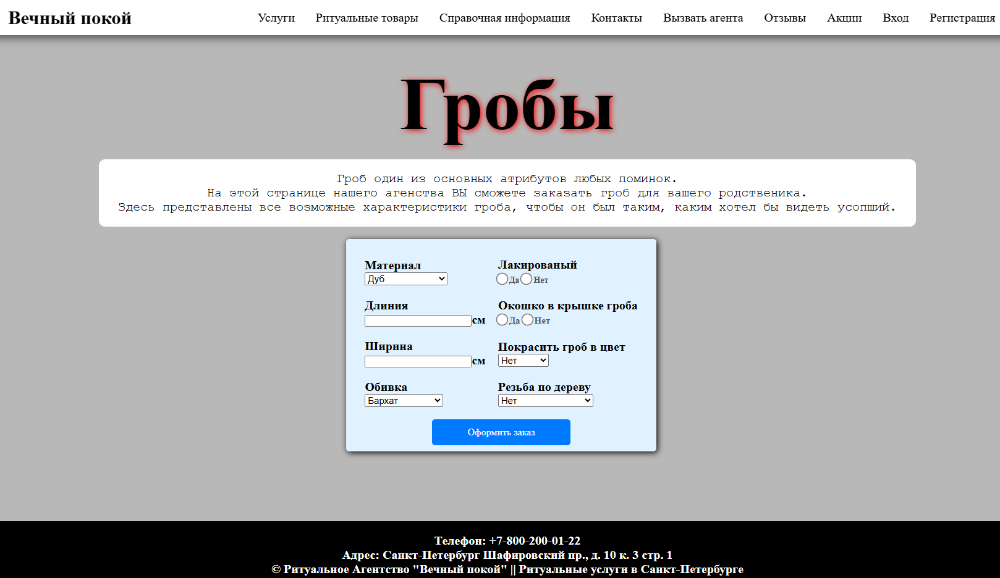 Вечный покой
Услуги Ритуальные товары Справочная информация Контакты Вызвать агента Отзывы Акции Вход Регистрация
Гробы
Гроб один из основных атрибутов любых поминок.
На этой странице нашего агенства ВЫ сможете заказать гроб для вашего родственика.
Здесь представлены все возможные характеристики гроба, чтобы он был таким, каким хотел бы видеть усопший.
Материал
Дуб
Лакированый
Да Нет
Длиния
см
Окошко в крышке гроба
Да Нет
Ширина
см
Покрасить гроб в цвет
Нет
Обивка
Бархат
Резьба по дереву
Нет
Оформить заказ
Телефон: +7-800-200-01-22
Адрес: Санкт-Петербург Шафировский пр., д. 10 к. 3 стр. 1
© Ритуальное Агентство "Вечный покой" || Ритуальные услуги в Санкт-Петербурге